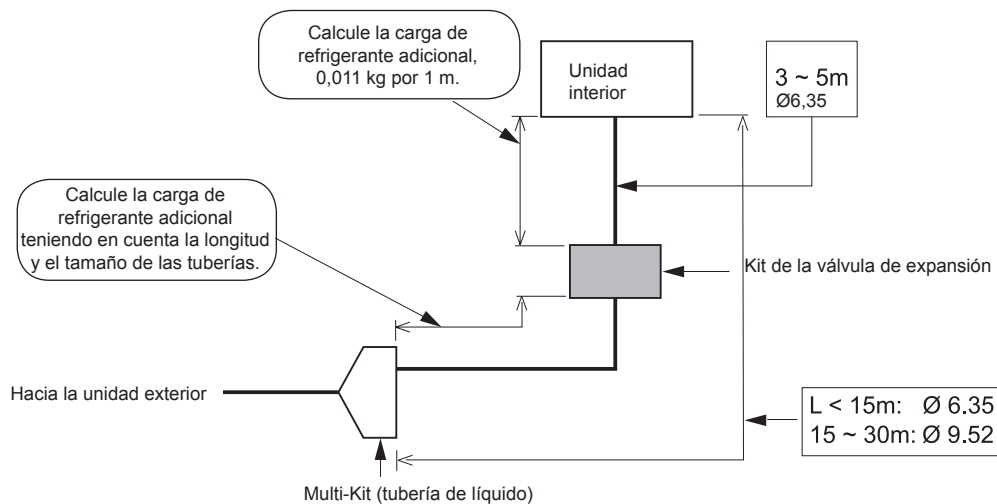 Calcule la carga de
refrigerante adicional,
0,011 kg por 1 m.
Unidad
interior
3 ~ 5m
Ø6,35
Calcule la carga de
refrigerante adicional
teniendo en cuenta la longitud
y el tamaño de las tuberías.
Kit de la válvula de expansión
Hacia la unidad exterior
L < 15m: Ø 6.35
15 ~ 30m: Ø 9.52
Multi-Kit (tubería de líquido)